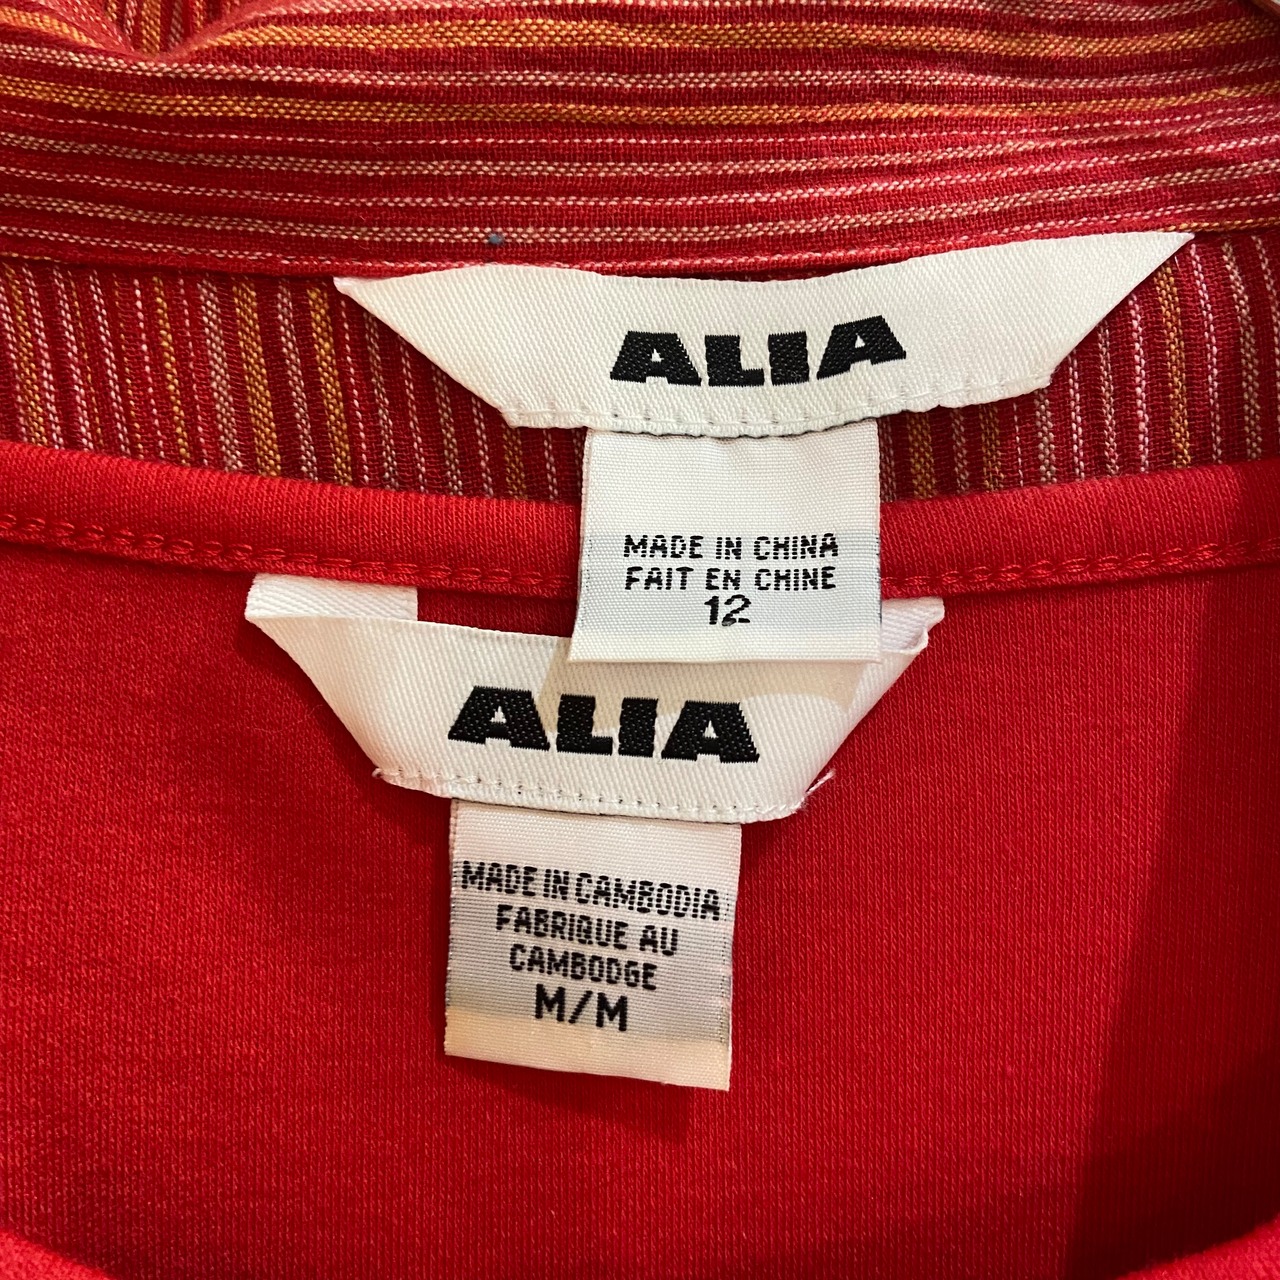 ALIA
MADE IN CHINA
FAIT EN CHINE
12
ALIA
MADE IN CAMBODIA
FABRIQUE AU
CAMBODGE
M/M